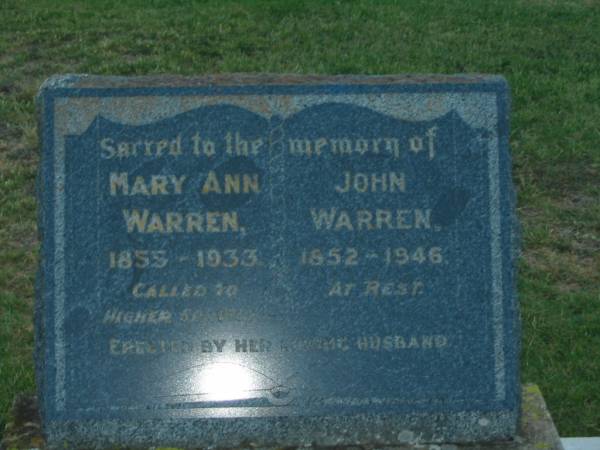 Sacred to the memory of
MARY ANN
WARREN,
1855 - 1933.
CALLED TO
HIGHER
JOHN
WARREN.
1852 - 1946.
AT REST.
ERECTED BY HER LOVING HUSBAND.